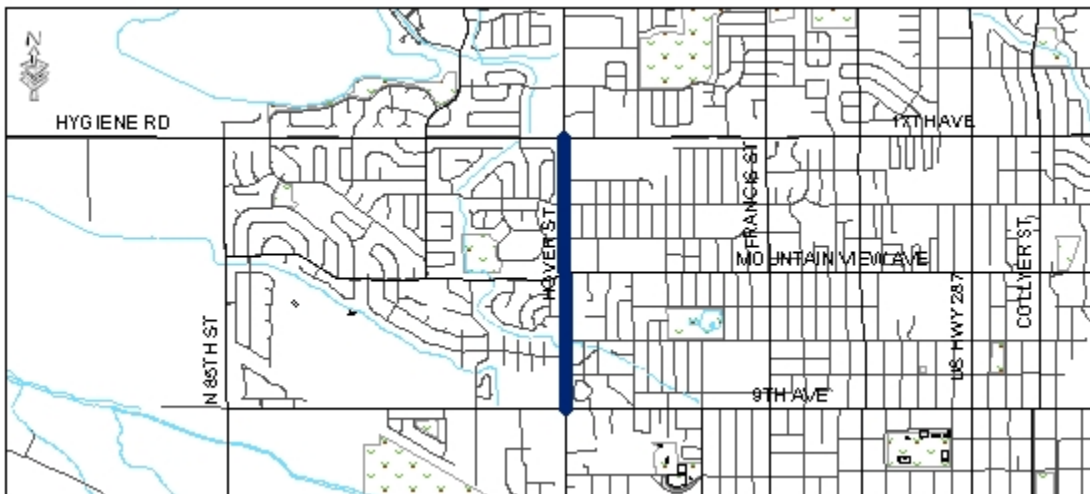 N
HYGIENE RD
17TH AVE
FRANCIS ST
HOVER ST
MOUNTAIN VIEW AVE
COLLYER ST
US HWY 287
N 85TH ST
9TH AVE